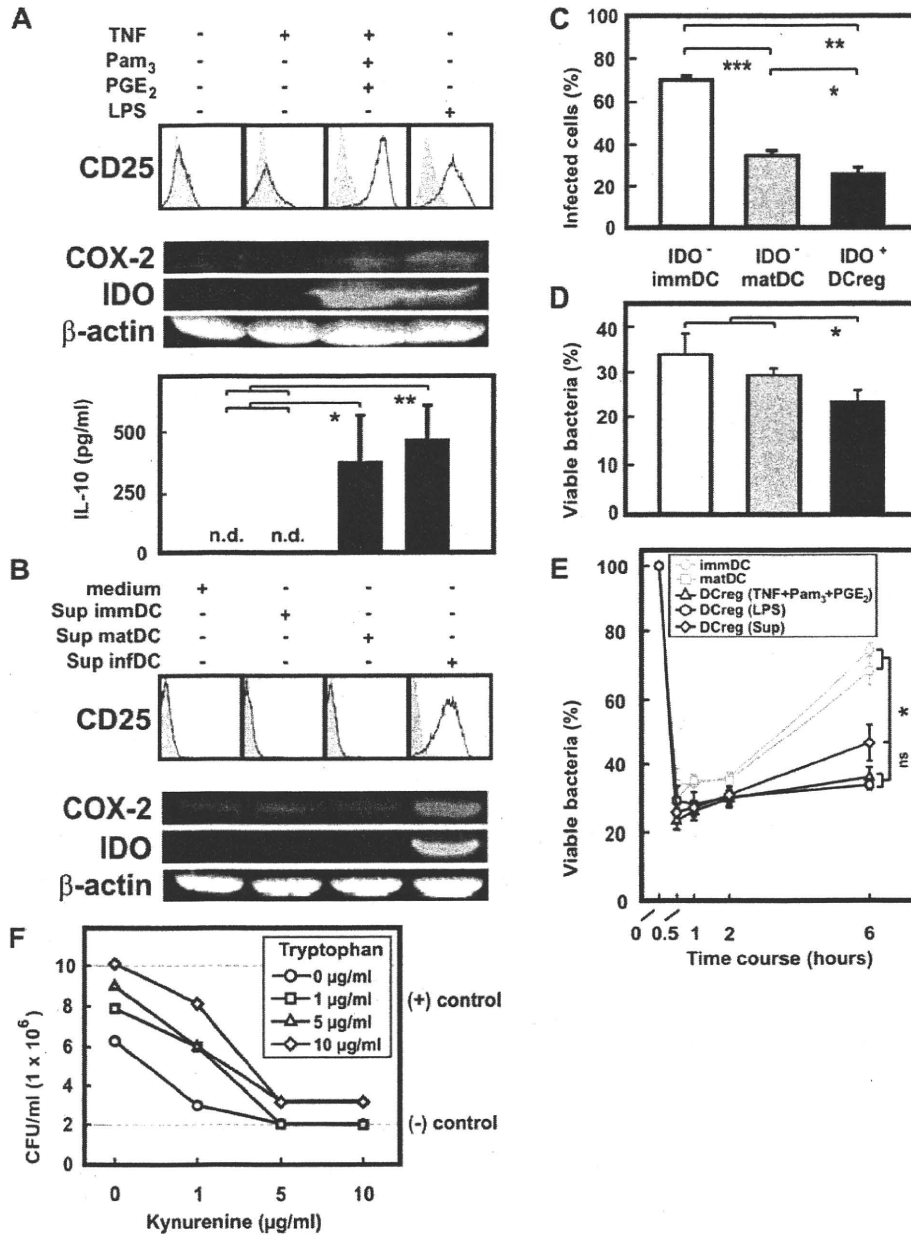 A
TNF - + + -
Pam3 - - + -
PGE2 - - + -
LPS - - - +
CD25
COX-2
IDO
β-actin
IL-10 (pg/ml)
500
250
0
n.d. n.d. * **
B
medium + - - -
Sup immDC - + - -
Sup matDC - - + -
Sup infDC - - - +
CD25
COX-2
IDO
β-actin
C
Infected cells (%)
100
80
60
40
20
0
**
***
*
IDO - immDC
IDO - matDC
IDO + DCreg
D
Viable bacteria (%)
40
30
20
10
0
*
E
immDC
matDC
DCreg (TNF+Pam3+PGE2)
DCreg (LPS)
DCreg (Sup)
Viable bacteria (%)
100
80
60
40
20
0
*
ns
0 0.5 1 2 6
Time course (hours)
F
Tryptophan
0 µg/ml
1 µg/ml
5 µg/ml
10 µg/ml
(+) control
(-) control
CFU/ml (1 x 10⁶)
10
8
6
4
2
0
0 1 5 10
Kynurenine (µg/ml)